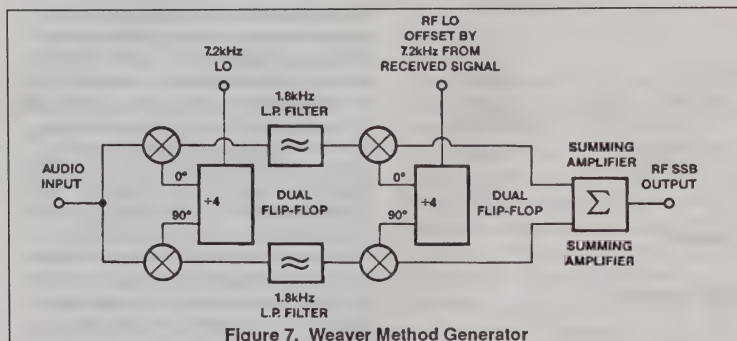 7.2kHz
LO
RF LO
OFFSET BY
7.2kHz FROM
RECEIVED SIGNAL
1.8kHz
L.P. FILTER
AUDIO
INPUT
0°
÷4
90°
DUAL
FLIP-FLOP
0°
÷4
90°
DUAL
FLIP-FLOP
SUMMING
AMPLIFIER
Σ
RF SSB
OUTPUT
SUMMING
AMPLIFIER
1.8kHz
L.P. FILTER
Figure 7. Weaver Method Generator